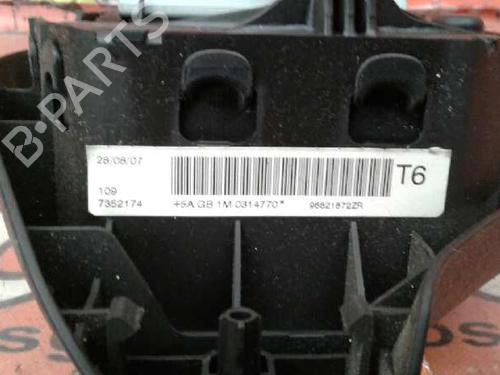 B-PARTS
28/08/07
T6
109
7352174
+5A GB 1M 0314770*
96821872ZR